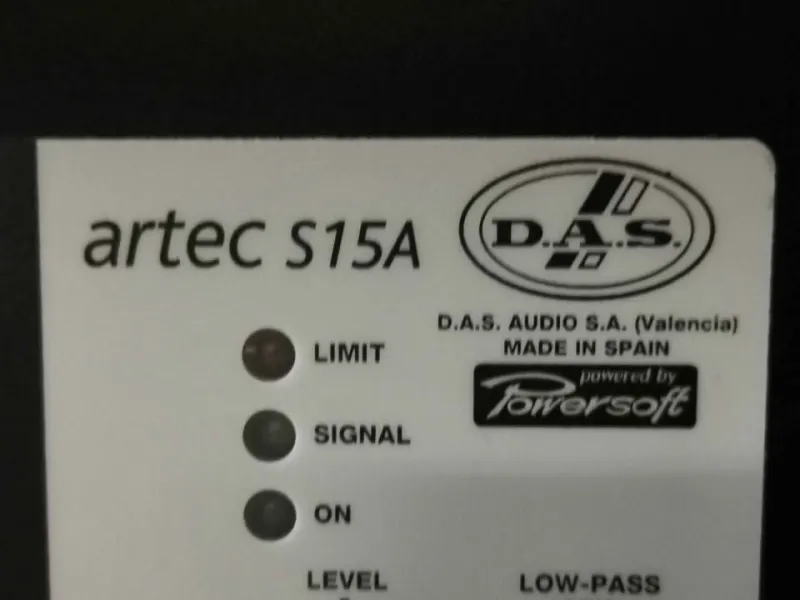 artec S15A
D.A.S.
D.A.S. AUDIO S.A. (Valencia)
MADE IN SPAIN
powered by
Powersoft
LIMIT
SIGNAL
ON
LEVEL
LOW-PASS